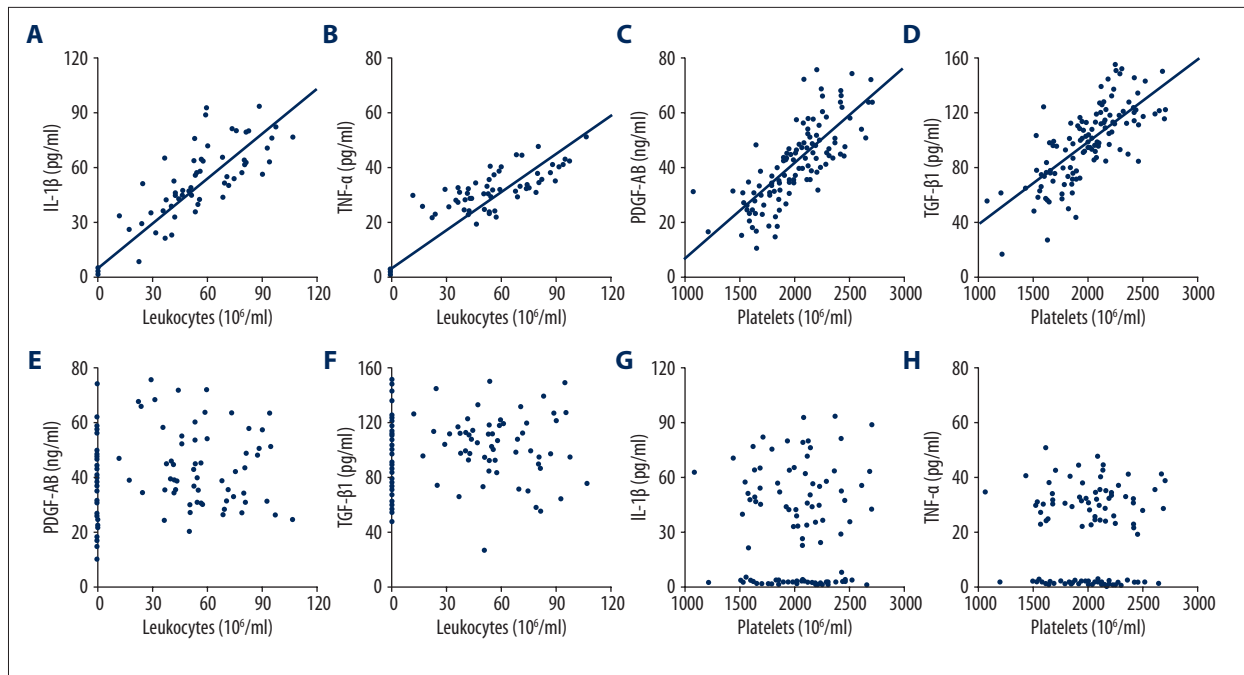 A
120
90
60
30
0
IL-1β (pg/ml)
0 30 60 90 120
Leukocytes (10⁶/ml)
B
80
60
40
20
0
TNF-α (pg/ml)
0 30 60 90 120
Leukocytes (10⁶/ml)
C
80
60
40
20
0
PDGF-AB (ng/ml)
1000 1500 2000 2500 3000
Platelets (10⁶/ml)
D
160
120
80
40
0
TGF-β1 (pg/ml)
1000 1500 2000 2500 3000
Platelets (10⁶/ml)
E
80
60
40
20
0
PDGF-AB (ng/ml)
0 30 60 90 120
Leukocytes (10⁶/ml)
F
160
120
80
40
0
TGF-β1 (pg/ml)
0 30 60 90 120
Leukocytes (10⁶/ml)
G
120
90
60
30
0
IL-1β (pg/ml)
1000 1500 2000 2500 3000
Platelets (10⁶/ml)
H
80
60
40
20
0
TNF-α (pg/ml)
1000 1500 2000 2500 3000
Platelets (10⁶/ml)